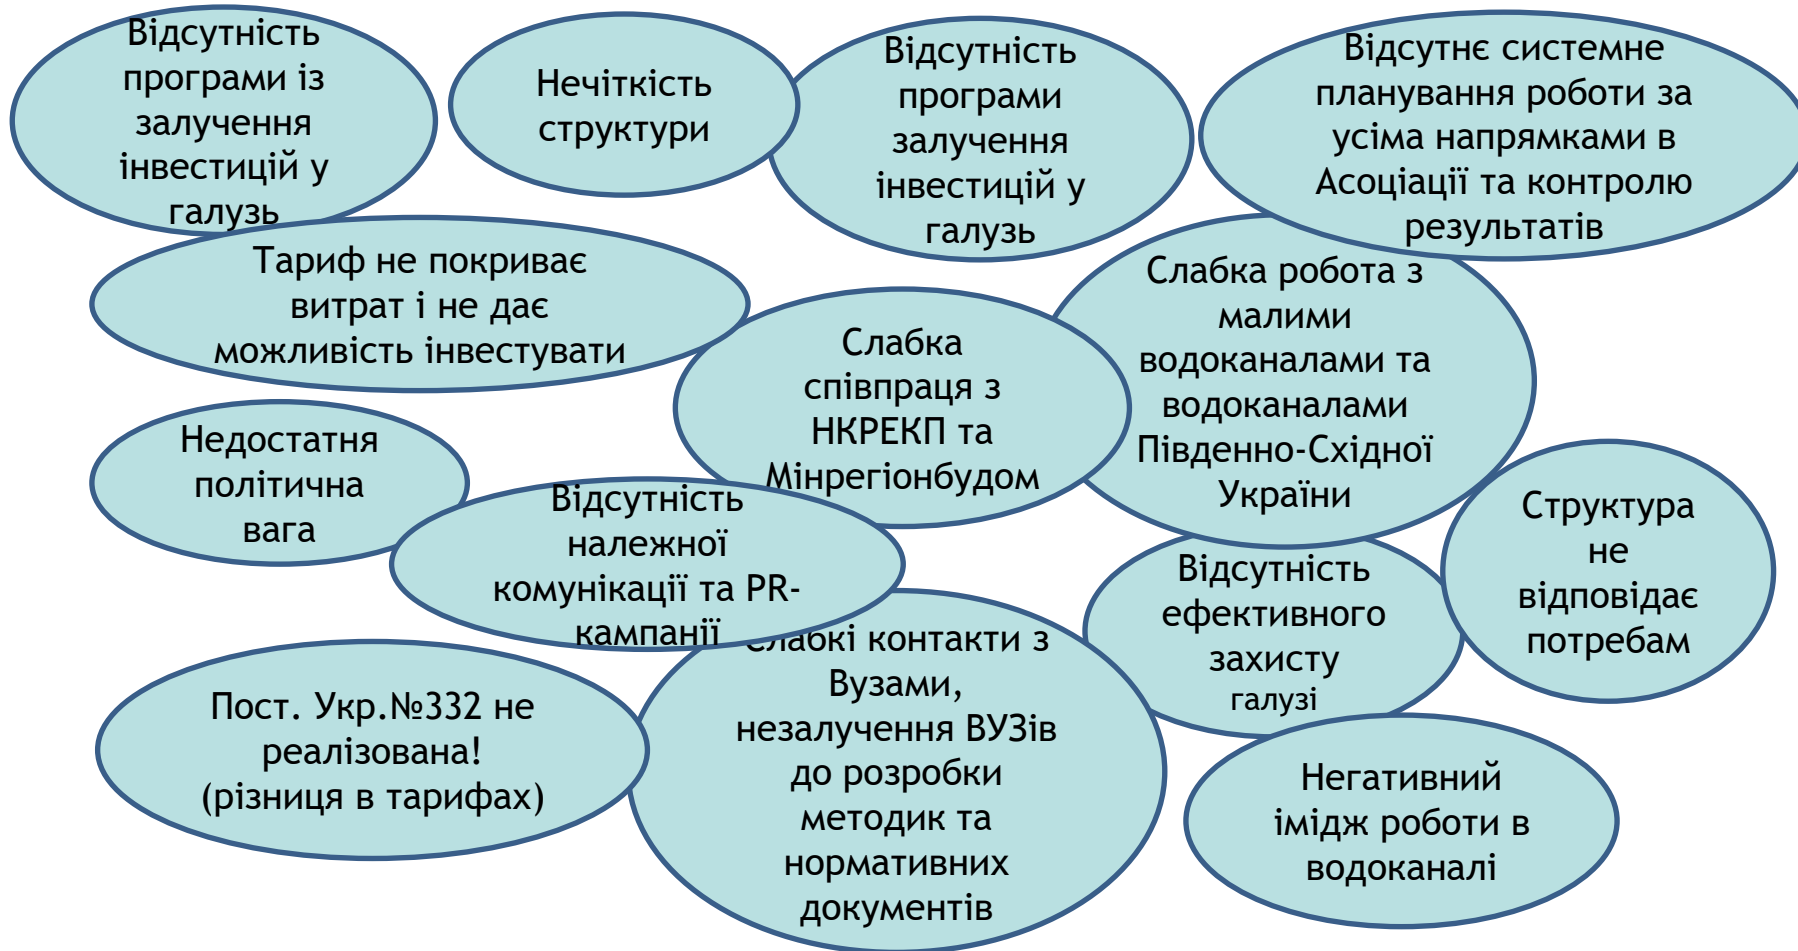 Відсутність
програми із
залучення
інвестицій у
галузь
Нечіткість
структури
Відсутність
програми
залучення
інвестицій у
галузь
Відсутнє системне
планування роботи за
усіма напрямками в
Асоціації та контролю
результатів
Тариф не покриває
витрат і не дає
можливість інвестувати
Слабка
співпраця з
НКРЕКП та
Мінрегіонбудом
Слабка робота з
малими
водоканалами та
водоканалами
Південно-Східної
України
Недостатня
політична
вага
Відсутність
належної
комунікації та PR-
кампанії
Відсутність
ефективного
захисту
галузі
Структура
не
відповідає
потребам
Пост. Укр.№332 не
реалізована!
(різниця в тарифах)
Слабкі контакти з
Вузами,
незалучення ВУЗів
до розробки
методик та
нормативних
документів
Негативний
імідж роботи в
водоканалі